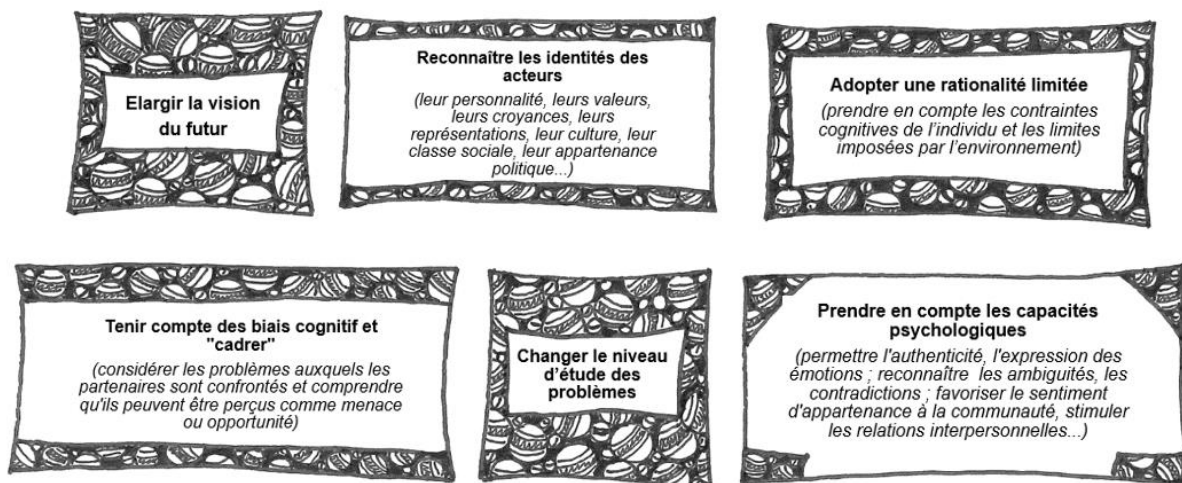 Elargir la vision
du futur
Reconnaître les identités des
acteurs
(leur personnalité, leurs valeurs,
leurs croyances, leurs
représentations, leur culture, leur
classe sociale, leur appartenance
politique...)
Adopter une rationalité limitée
(prendre en compte les contraintes
cognitives de l'individu et les limites
imposées par l'environnement)
Tenir compte des biais cognitif et
"cadrer"
(considérer les problèmes auxquels les
partenaires sont confrontés et comprendre
qu'ils peuvent être perçus comme menace
ou opportunité)
Changer le niveau
d'étude des
problèmes
Prendre en compte les capacités
psychologiques
(permettre l'authenticité, l'expression des
émotions ; reconnaître les ambiguités, les
contradictions ; favoriser le sentiment
d'appartenance à la communauté, stimuler
les relations interpersonnelles...)